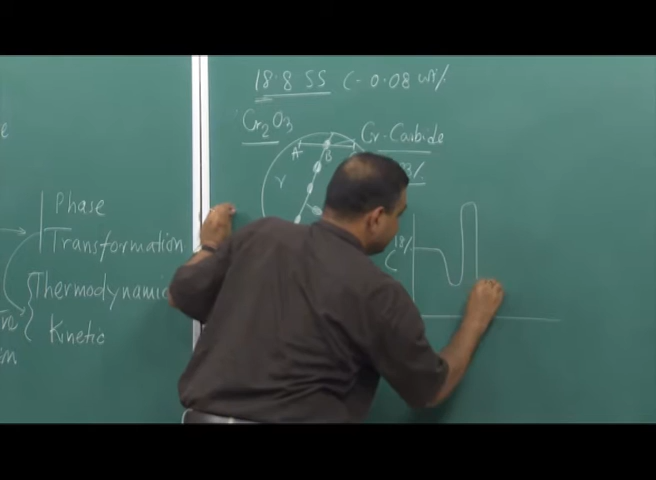 18-8 SS C-0.08 wt%
Cr2O3
Cr-Carbide
A B
γ
18%
C
Phase
Transformation
Thermodynamic
Kinetic